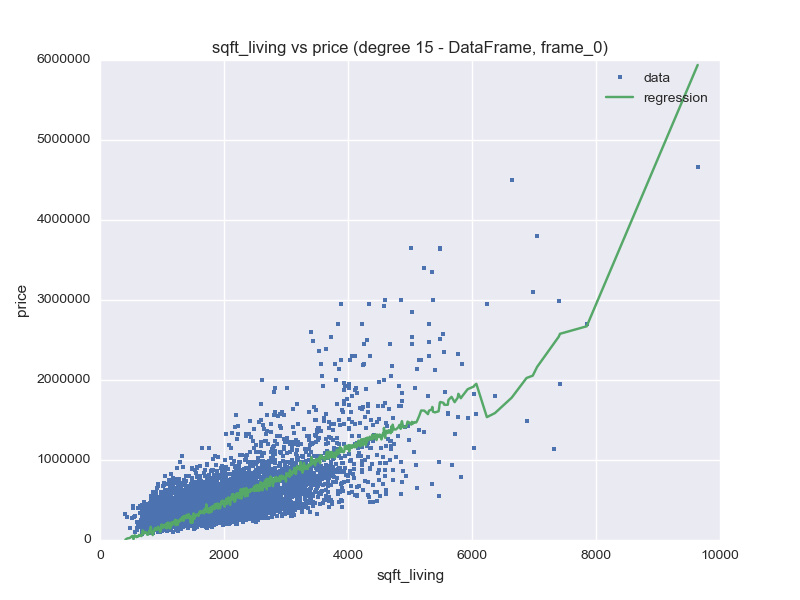 sqft_living vs price (degree 15 - DataFrame, frame_0)
data
regression
6000000
5000000
4000000
3000000
2000000
1000000
0
price
0 2000 4000 6000 8000 10000
sqft_living